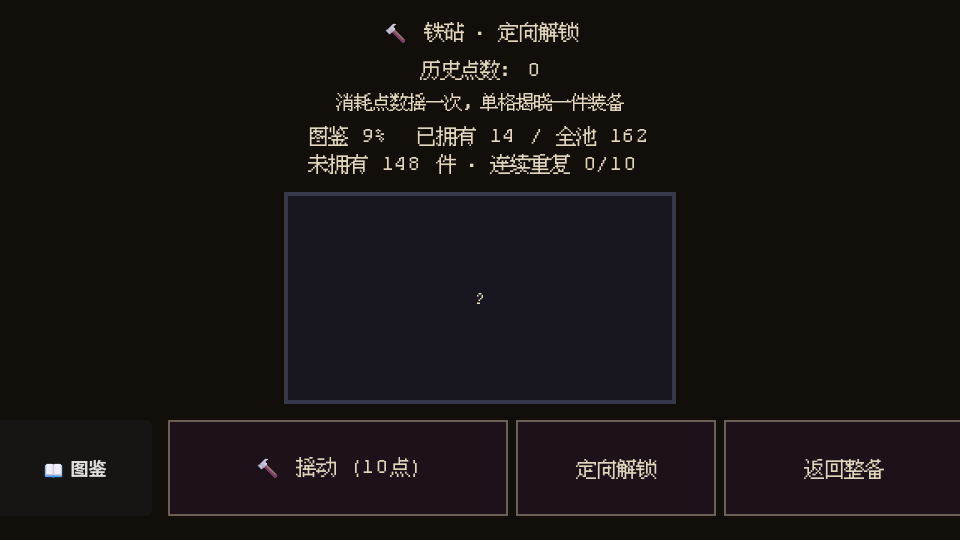 铁砧 · 定向解锁
历史点数: 0
消耗点数摇一次, 单格揭晓一件装备
图鉴 9% 已拥有 14 / 全池 162
未拥有 148 件 · 连续重复 0/10
?
图鉴
摇动 (10点)
定向解锁
返回整备